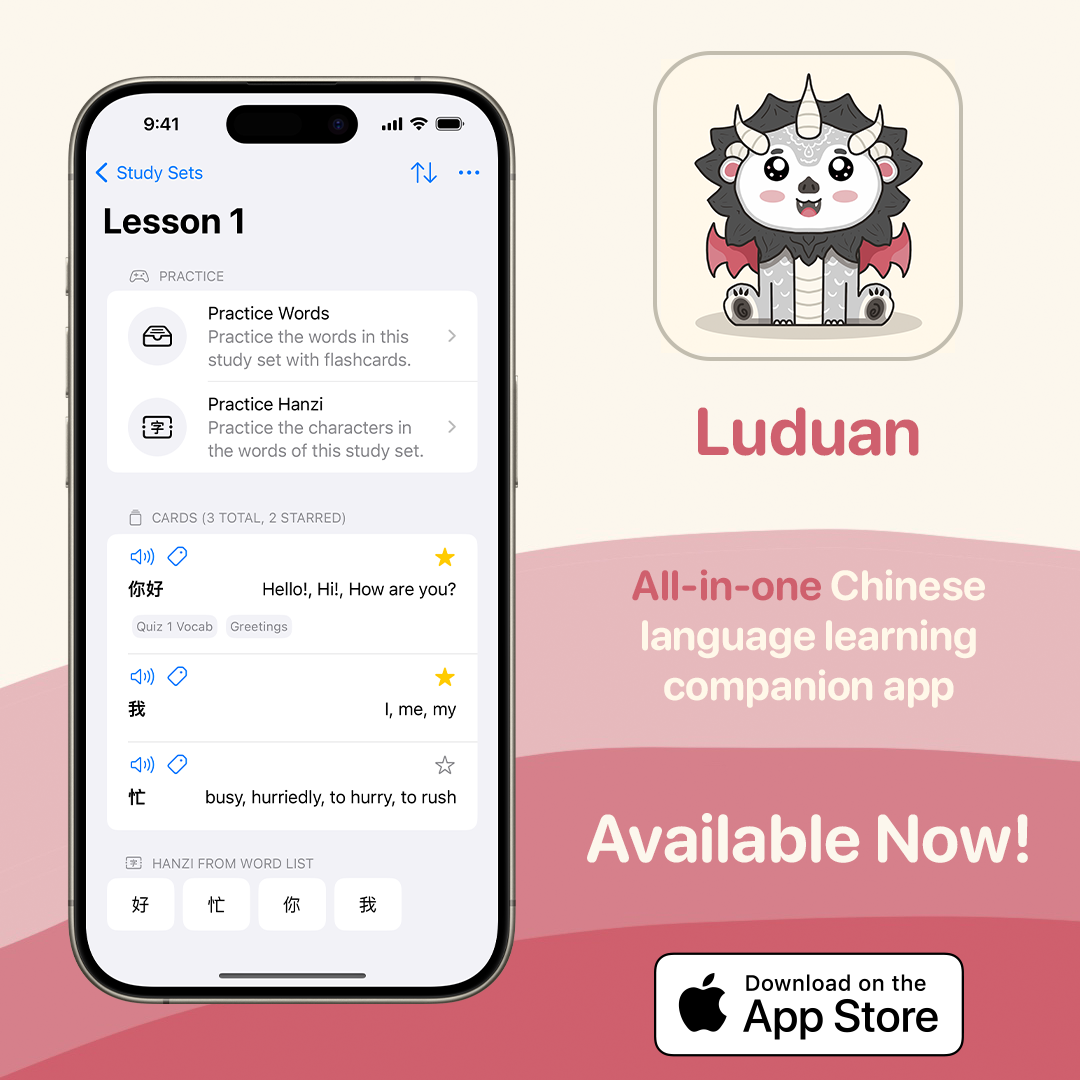 9:41
Study Sets
Lesson 1
PRACTICE
Practice Words
Practice the words in this
study set with flashcards.
字
Practice Hanzi
Practice the characters in
the words of this study set.
CARDS (3 TOTAL, 2 STARRED)
你好
Hello!, Hi!, How are you?
Quiz 1 Vocab
Greetings
我
I, me, my
忙
busy, hurriedly, to hurry, to rush
字
HANZI FROM WORD LIST
好
忙
你
我
Luduan
All-in-one Chinese
language learning
companion app
Available Now!
Download on the
App Store